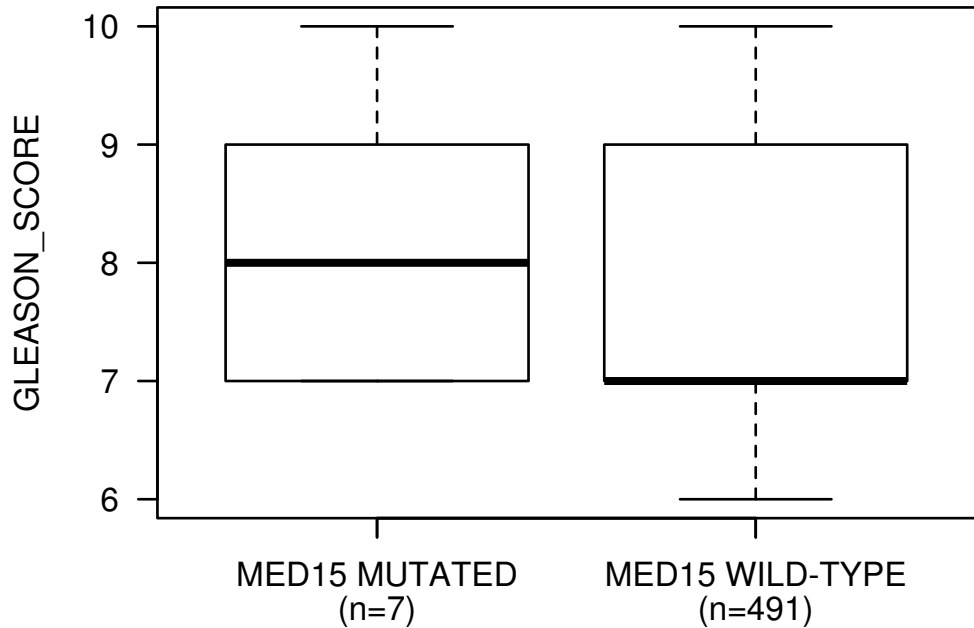 GLEASON_SCORE
10
9
8
7
6
MED15 MUTATED
(n=7)
MED15 WILD-TYPE
(n=491)